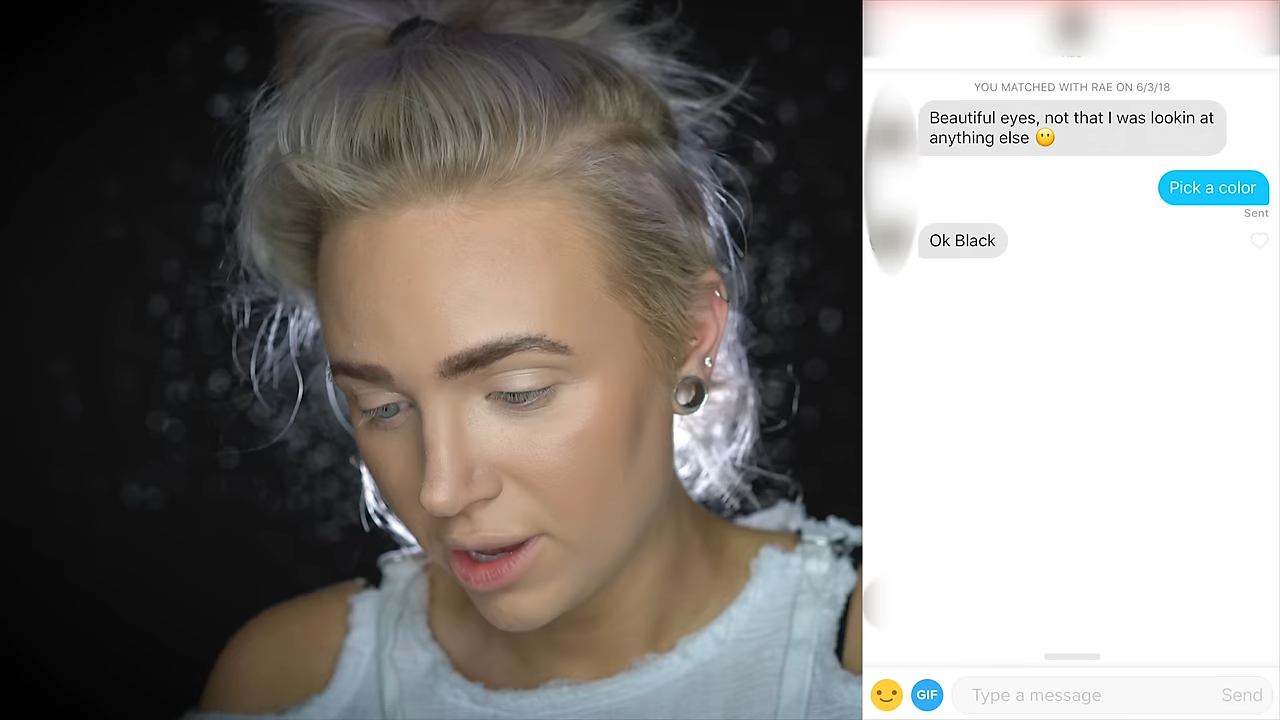 YOU MATCHED WITH RAE ON 6/3/18
Beautiful eyes, not that I was lookin at
anything else 😶
Pick a color
Sent
Ok Black
GIF
Type a message
Send